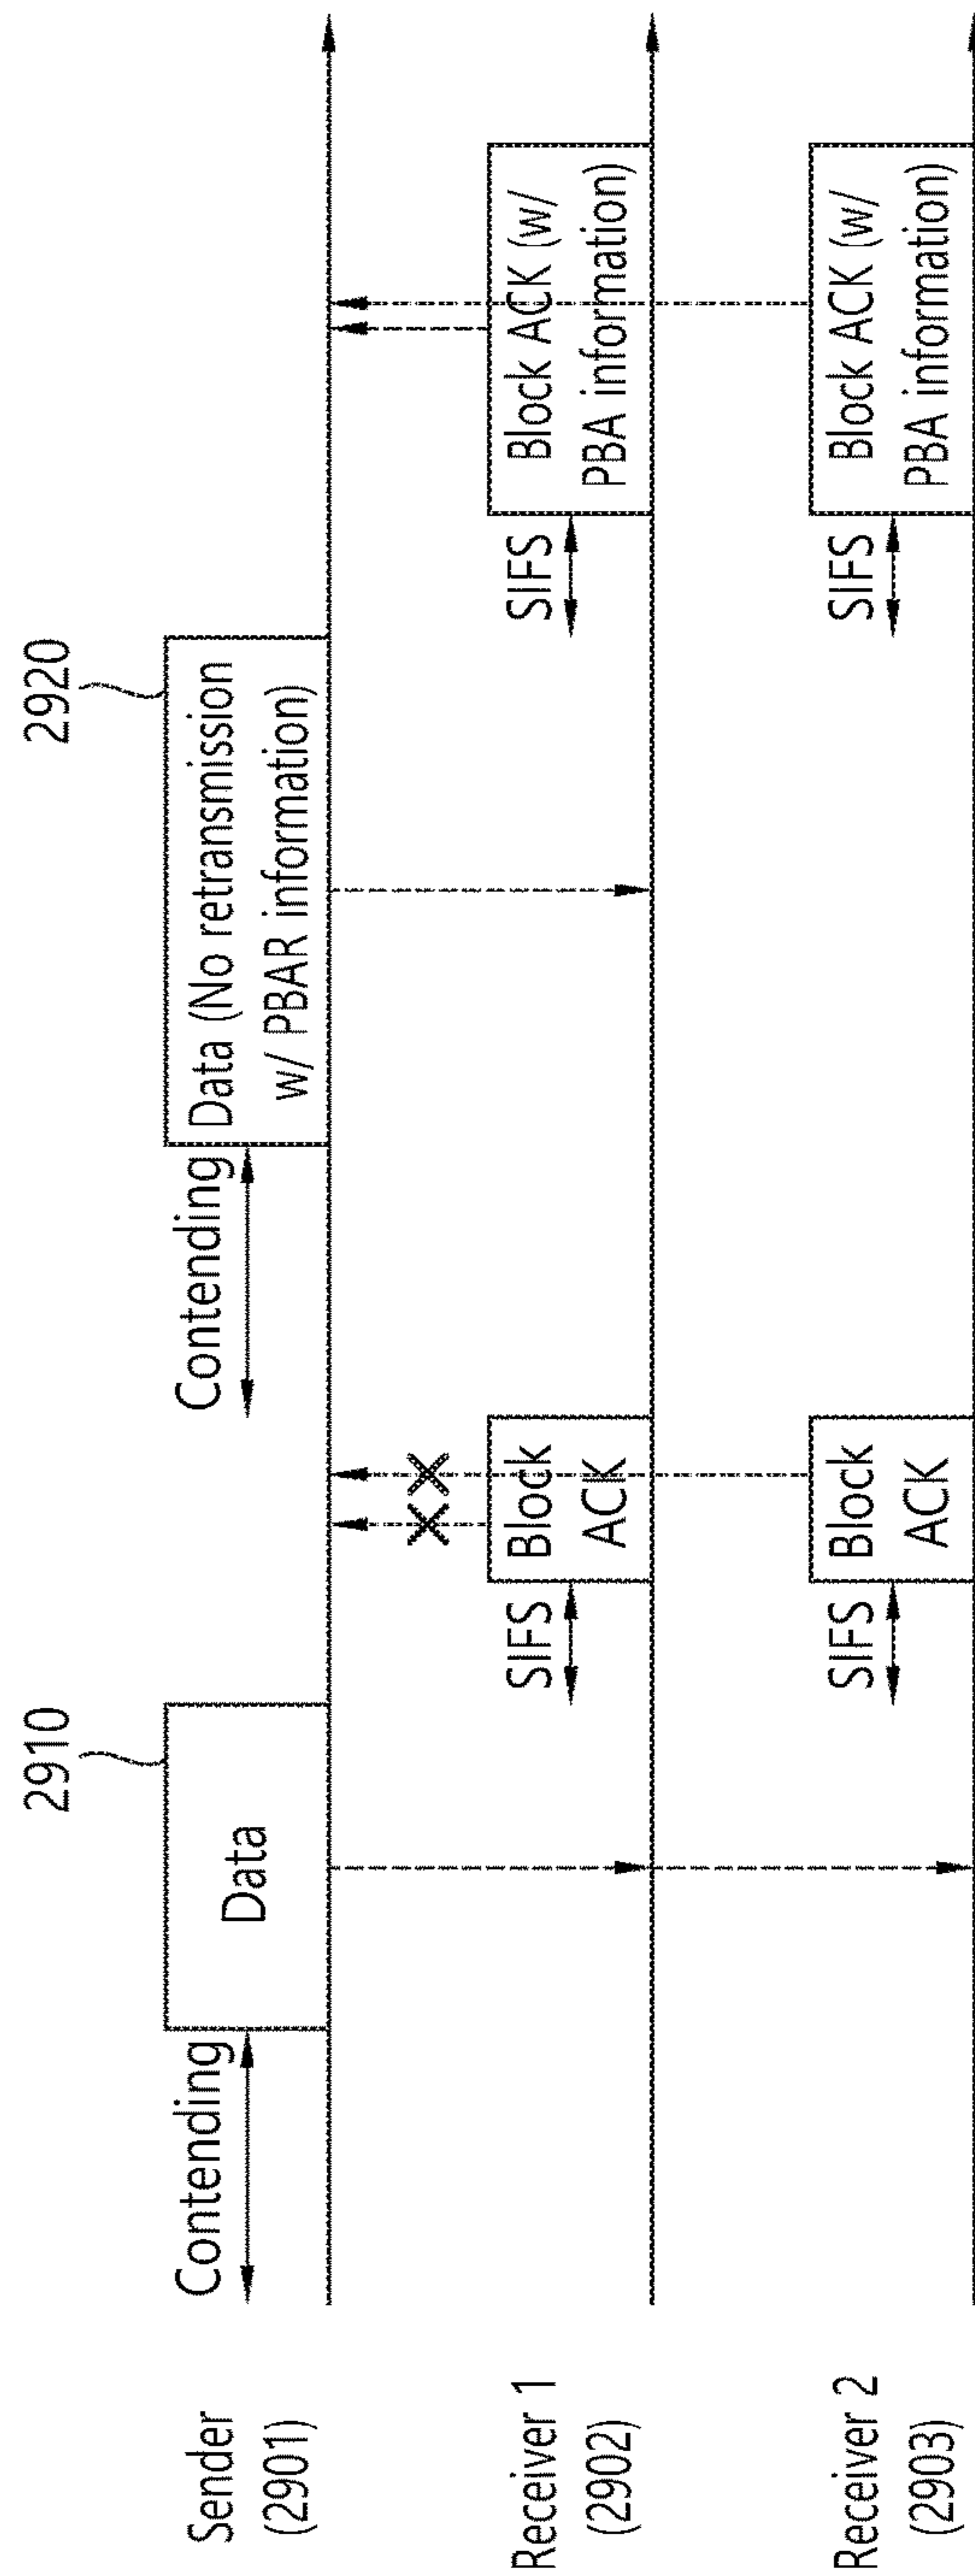 2910
2920
Sender
(2901)
Contending
Data
Contending
Data (No retransmission
w/ PBAR information)
Receiver 1
(2902)
SIFS
Block
ACK
SIFS
Block ACK (w/
PBA information)
Receiver 2
(2903)
SIFS
Block
ACK
SIFS
Block ACK (w/
PBA information)